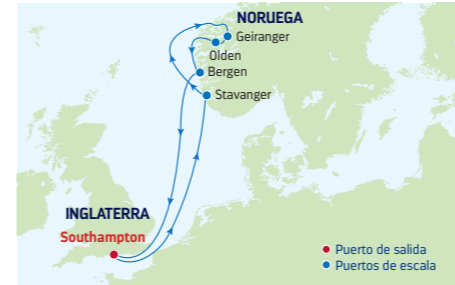 NORUEGA
Geiranger
Olden
Bergen
Stavanger
INGLATERRA
Southampton
Puerto de salida
Puertos de escala